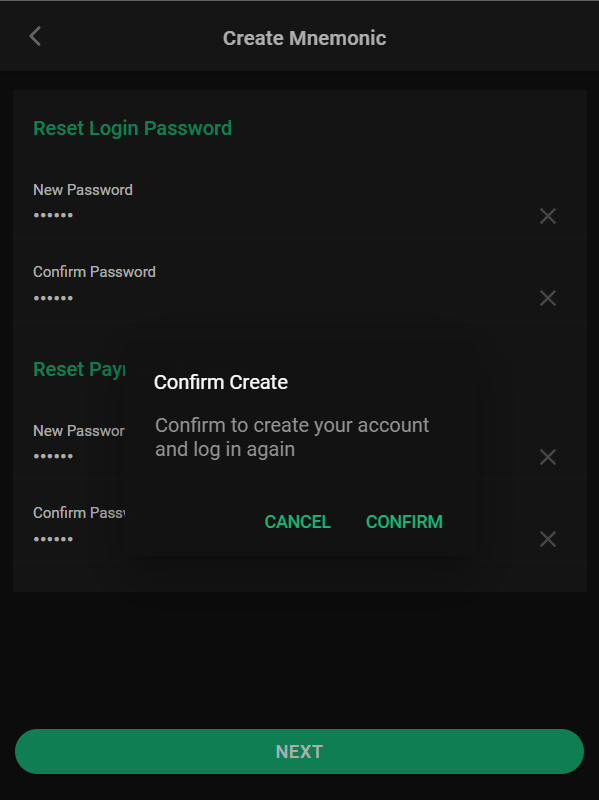 Create Mnemonic
Reset Login Password
New Password
••••••
Confirm Password
••••••
Reset Payr
New Passwor
••••••
Confirm Passw
••••••
Confirm Create
Confirm to create your account
and log in again
CANCEL CONFIRM
NEXT